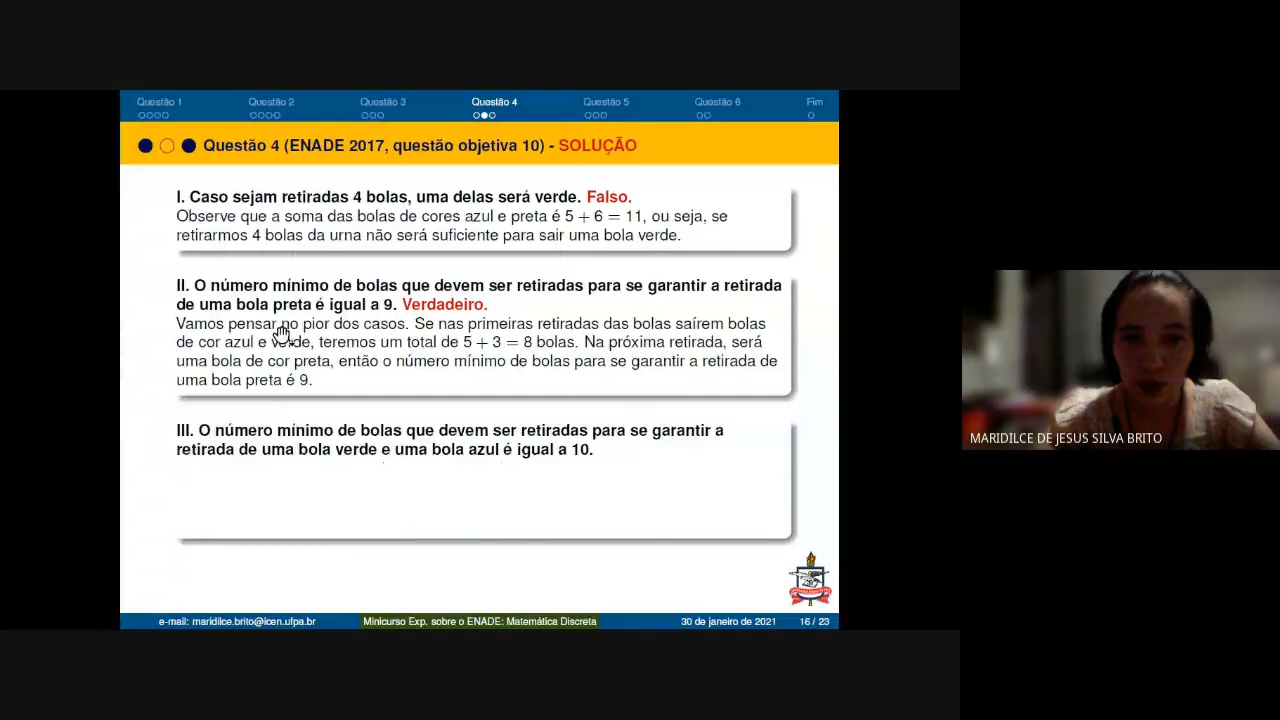 Questão 1
Questão 2
Questão 3
Questão 4
Questão 5
Questão 6
Fim
Questão 4 (ENADE 2017, questão objetiva 10) - SOLUÇÃO
I. Caso sejam retiradas 4 bolas, uma delas será verde. Falso.
Observe que a soma das bolas de cores azul e preta é 5 + 6 = 11, ou seja, se
retirarmos 4 bolas da urna não será suficiente para sair uma bola verde.
II. O número mínimo de bolas que devem ser retiradas para se garantir a retirada
de uma bola preta é igual a 9. Verdadeiro.
Vamos pensar no pior dos casos. Se nas primeiras retiradas das bolas saírem bolas
de cor azul e verde, teremos um total de 5 + 3 = 8 bolas. Na próxima retirada, será
uma bola de cor preta, então o número mínimo de bolas para se garantir a retirada de
uma bola preta é 9.
III. O número mínimo de bolas que devem ser retiradas para se garantir a
retirada de uma bola verde e uma bola azul é igual a 10.
MARIDILCE DE JESUS SILVA BRITO
e-mail: maridilce.brito@icen.ufpa.br
Minicurso Exp. sobre o ENADE: Matemática Discreta
30 de janeiro de 2021
16 / 23